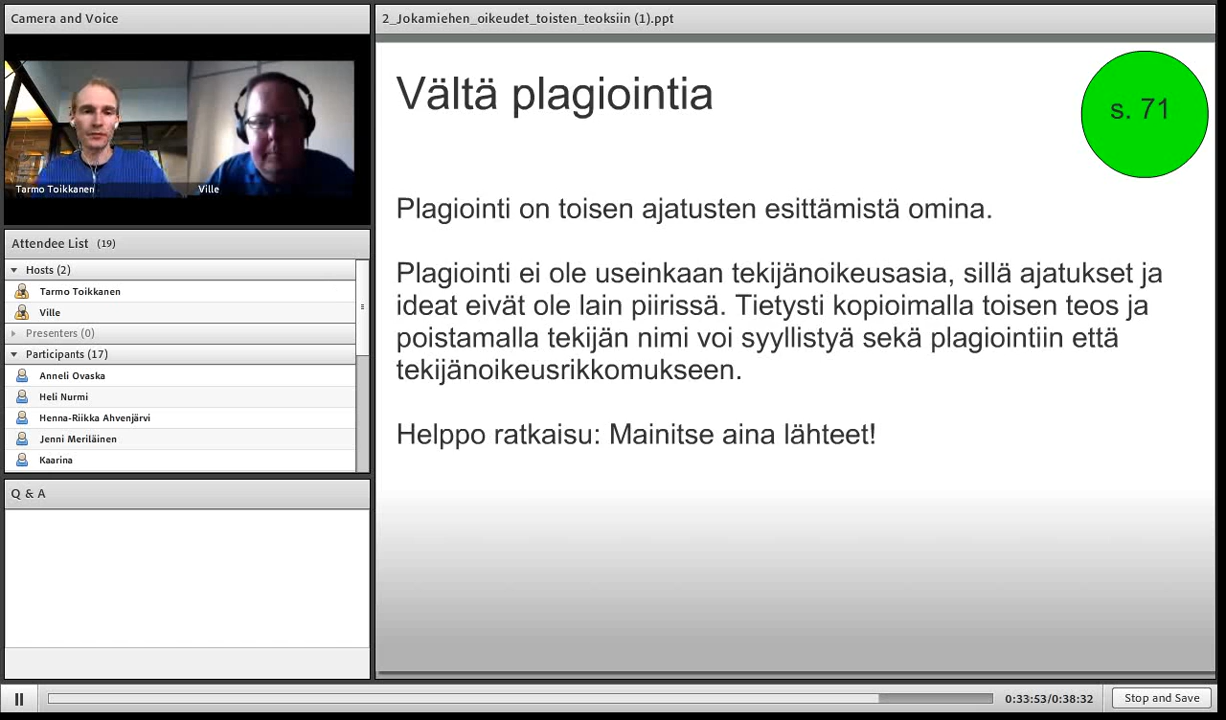 Camera and Voice
Tarmo Toikkanen
Ville
Attendee List (19)
Hosts (2)
Tarmo Toikkanen
Ville
Presenters (0)
Participants (17)
Anneli Ovaska
Heli Nurmi
Henna-Riikka Ahvenjärvi
Jenni Meriläinen
Kaarina
Q & A
2_Jokamiehen_oikeudet_toisten_teoksiin (1).ppt
Vältä plagiointia
s. 71
Plagiointi on toisen ajatusten esittämistä omina.
Plagiointi ei ole useinkaan tekijänoikeusasia, sillä ajatukset ja
ideat eivät ole lain piirissä. Tietysti kopioimalla toisen teos ja
poistamalla tekijän nimi voi syyllistyä sekä plagiointiin että
tekijänoikeusrikkomukseen.
Helppo ratkaisu: Mainitse aina lähteet!
0:33:53/0:38:32
Stop and Save